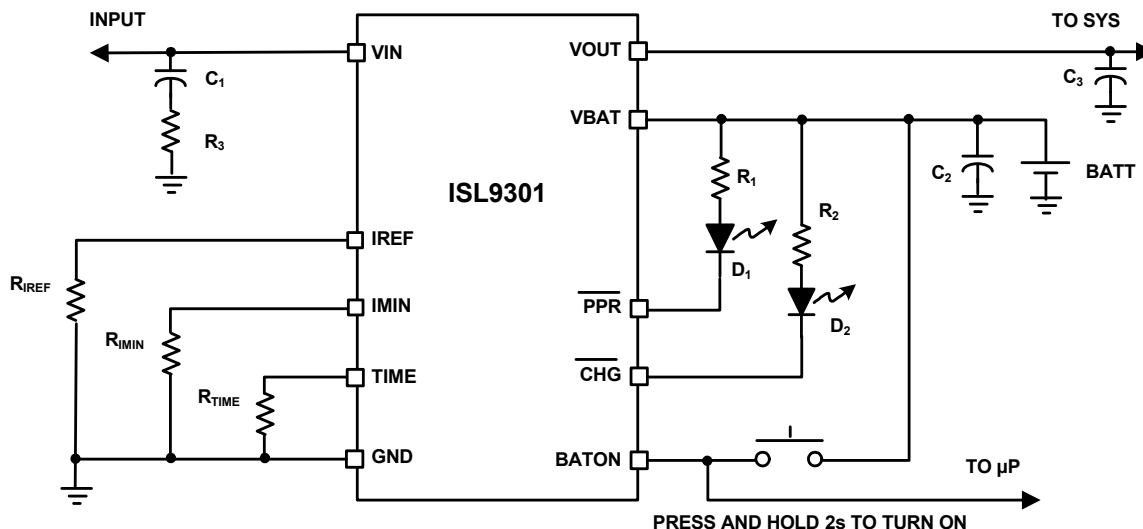 INPUT
TO SYS
VIN
VOUT
C1
C3
R3
VBAT
ISL9301
R1
R2
C2
BATT
D1
IREF
RIREF
IMIN
PPR
D2
RIMIN
TIME
CHG
RTIME
GND
BATON
TO µP
PRESS AND HOLD 2s TO TURN ON